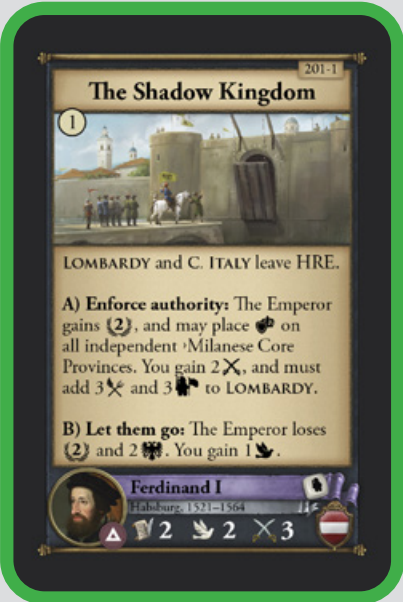 201-1
The Shadow Kingdom
1
LOMBARDY and C. ITALY leave HRE.
A) Enforce authority: The Emperor
gains (2), and may place on
all independent ›Milanese Core
Provinces. You gain 2, and must
add 3 and 3 to LOMBARDY.
B) Let them go: The Emperor loses
(2) and 2. You gain 1.
Ferdinand I
Habsburg, 1521–1564
2 2 3